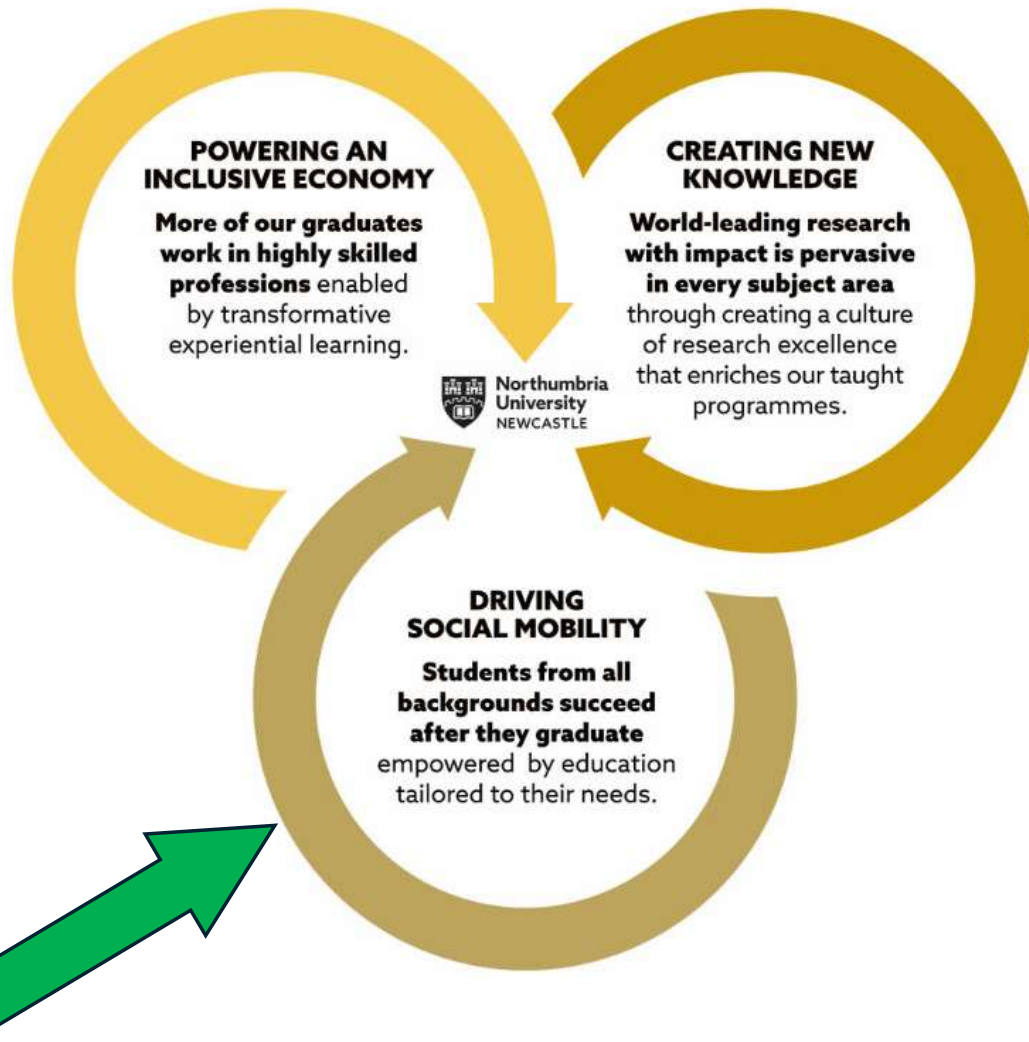 POWERING AN
INCLUSIVE ECONOMY
More of our graduates
work in highly skilled
professions enabled
by transformative
experiential learning.
CREATING NEW
KNOWLEDGE
World-leading research
with impact is pervasive
in every subject area
through creating a culture
of research excellence
that enriches our taught
programmes.
Northumbria
University
NEWCASTLE
DRIVING
SOCIAL MOBILITY
Students from all
backgrounds succeed
after they graduate
empowered by education
tailored to their needs.